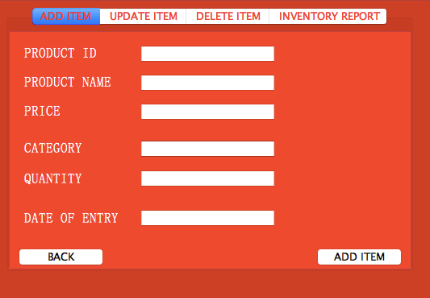 ADD ITEM UPDATE ITEM DELETE ITEM INVENTORY REPORT
PRODUCT ID
PRODUCT NAME
PRICE
CATEGORY
QUANTITY
DATE OF ENTRY
BACK ADD ITEM